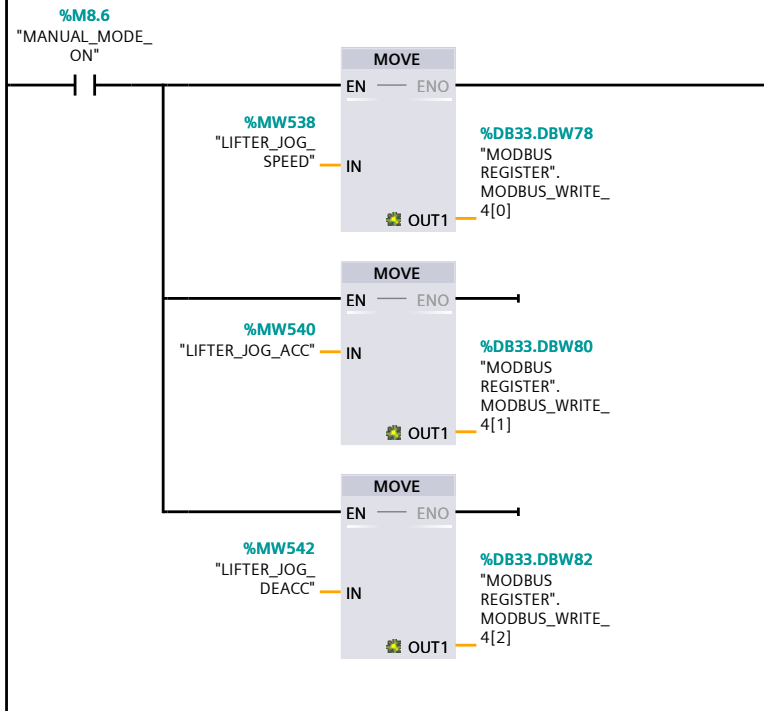 %M8.6
"MANUAL_MODE_
ON"
MOVE
EN
ENO
%MW538
"LIFTER_JOG_
SPEED"
IN
%DB33.DBW78
"MODBUS
REGISTER".
MODBUS_WRITE_
4[0]
OUT1
MOVE
EN
ENO
%MW540
"LIFTER_JOG_ACC"
IN
%DB33.DBW80
"MODBUS
REGISTER".
MODBUS_WRITE_
4[1]
OUT1
MOVE
EN
ENO
%MW542
"LIFTER_JOG_
DEACC"
IN
%DB33.DBW82
"MODBUS
REGISTER".
MODBUS_WRITE_
4[2]
OUT1